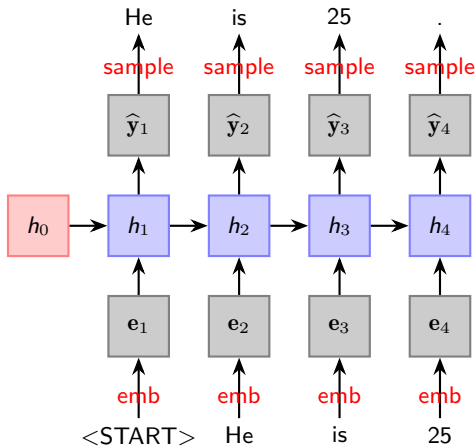 He is 25 .
sample sample sample sample
ŷ₁ ŷ₂ ŷ₃ ŷ₄
h₀ h₁ h₂ h₃ h₄
e₁ e₂ e₃ e₄
emb emb emb emb
<START> He is 25